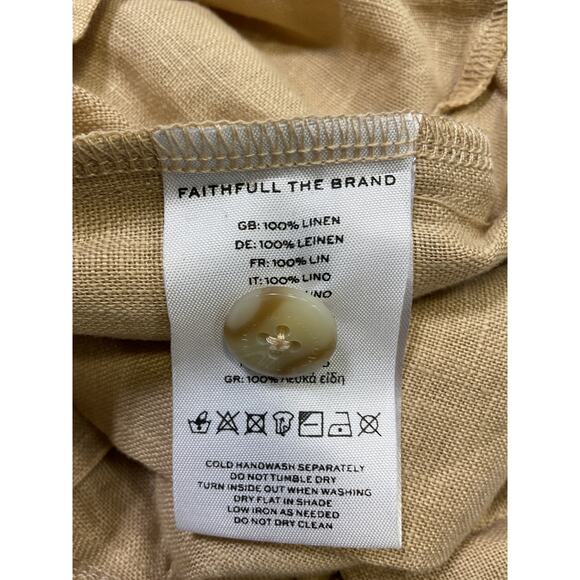 FAITHFULL THE BRAND
GB: 100% LINEN
DE: 100% LEINEN
FR: 100% LIN
IT: 100% LINO
GR: 100% Λευκά είδη
COLD HANDWASH SEPARATELY
DO NOT TUMBLE DRY
TURN INSIDE OUT WHEN WASHING
DRY FLAT IN SHADE
LOW IRON AS NEEDED
DO NOT DRY CLEAN